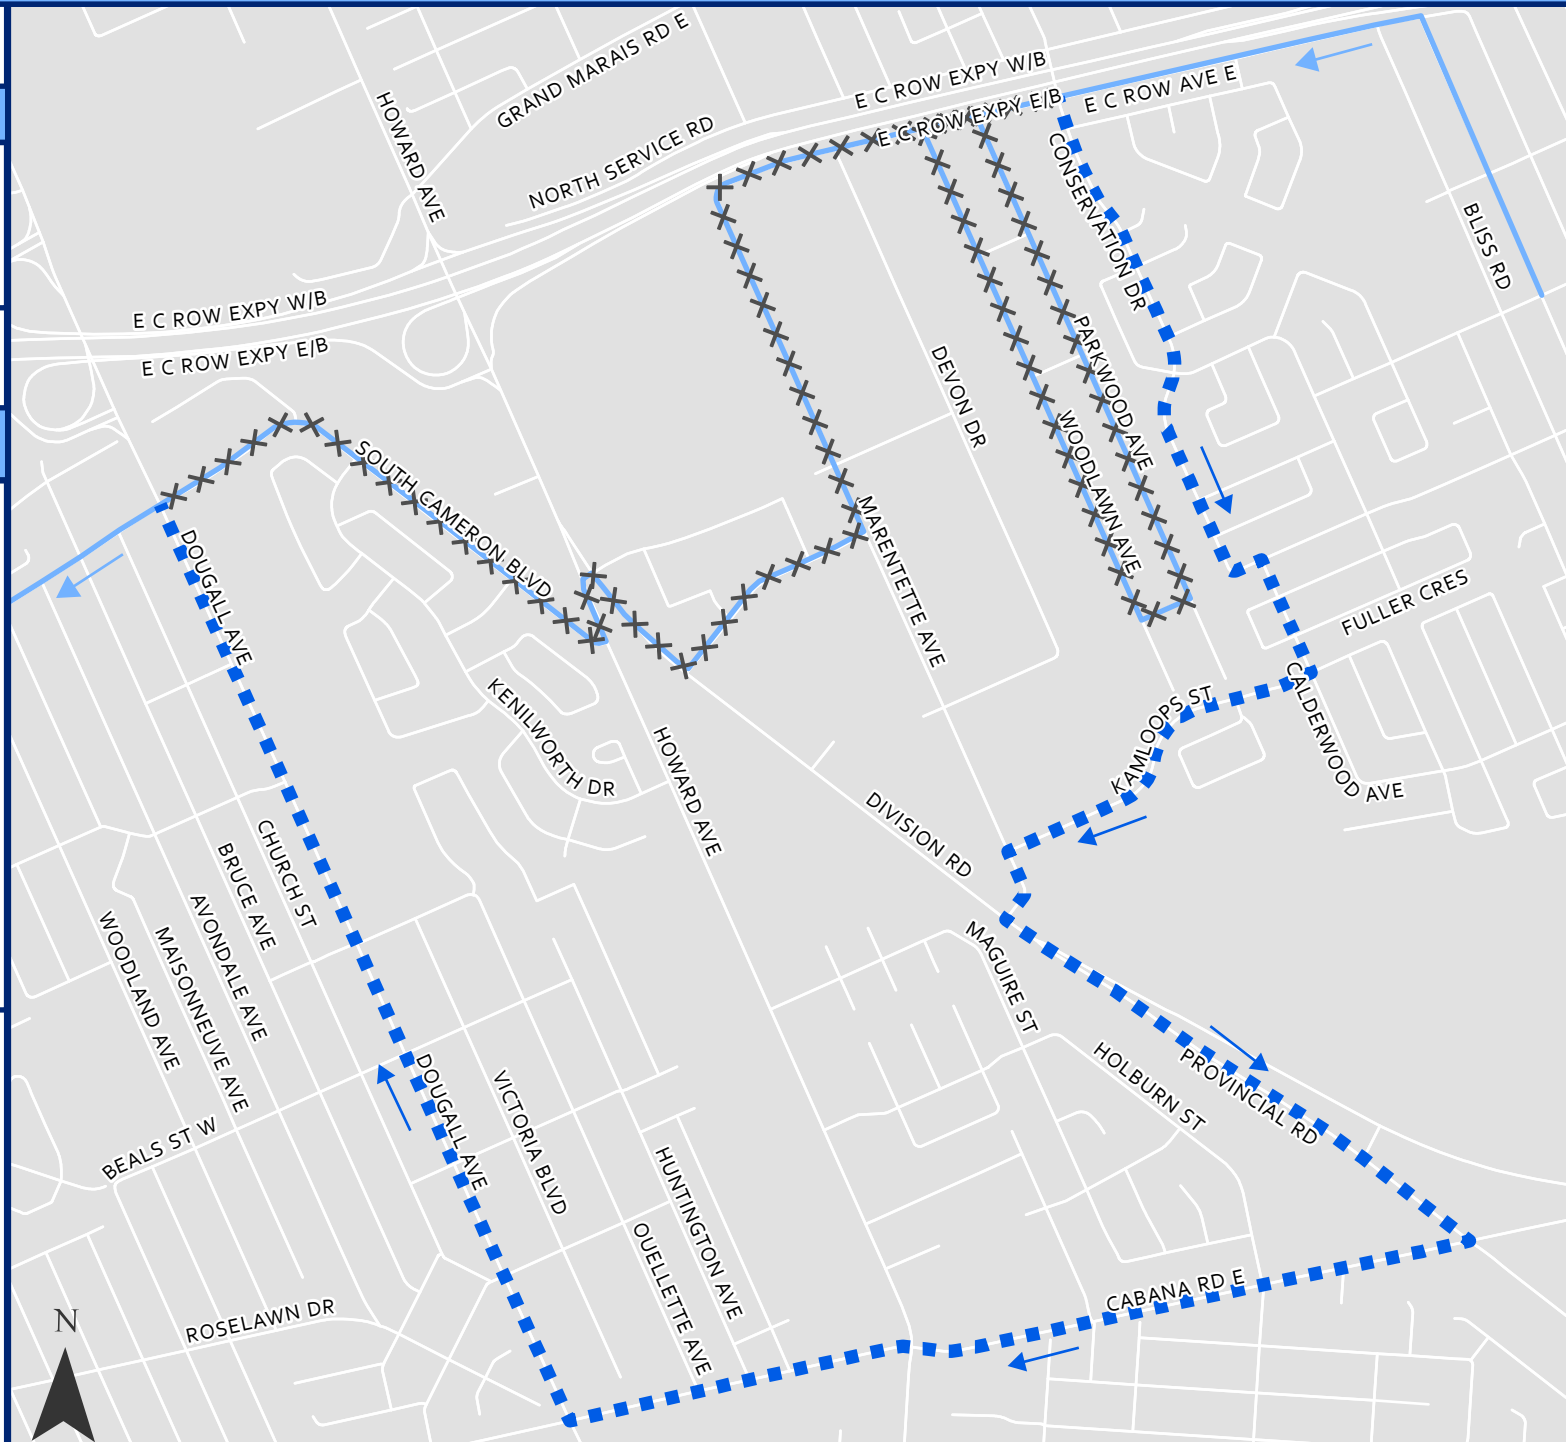 GRAND MARAIS RD E
E C ROW EXPY W/B
E C ROW AVE E
E C ROW EXPY E/B
HOWARD AVE
NORTH SERVICE RD
CONSERVATION DR
BLISS RD
E C ROW EXPY W/B
E C ROW EXPY E/B
DEVON DR
PARKWOOD AVE
WOODLAWN AVE
SOUTH CAMERON BLVD
MARENTETTE AVE
DOUGALL AVE
FULLER CRES
KENILWORTH DR
HOWARD AVE
KAMLOOPS ST
CALDERWOOD AVE
DIVISION RD
CHURCH ST
BRUCE AVE
AVONDALE AVE
MAISONNEUVE AVE
WOODLAND AVE
MAGUIRE ST
HOLBURN ST
PROVINCIAL RD
DOUGALL AVE
VICTORIA BLVD
BEALS ST W
HUNTINGTON AVE
OUELLETTE AVE
CABANA RD E
ROSELAWN DR
N